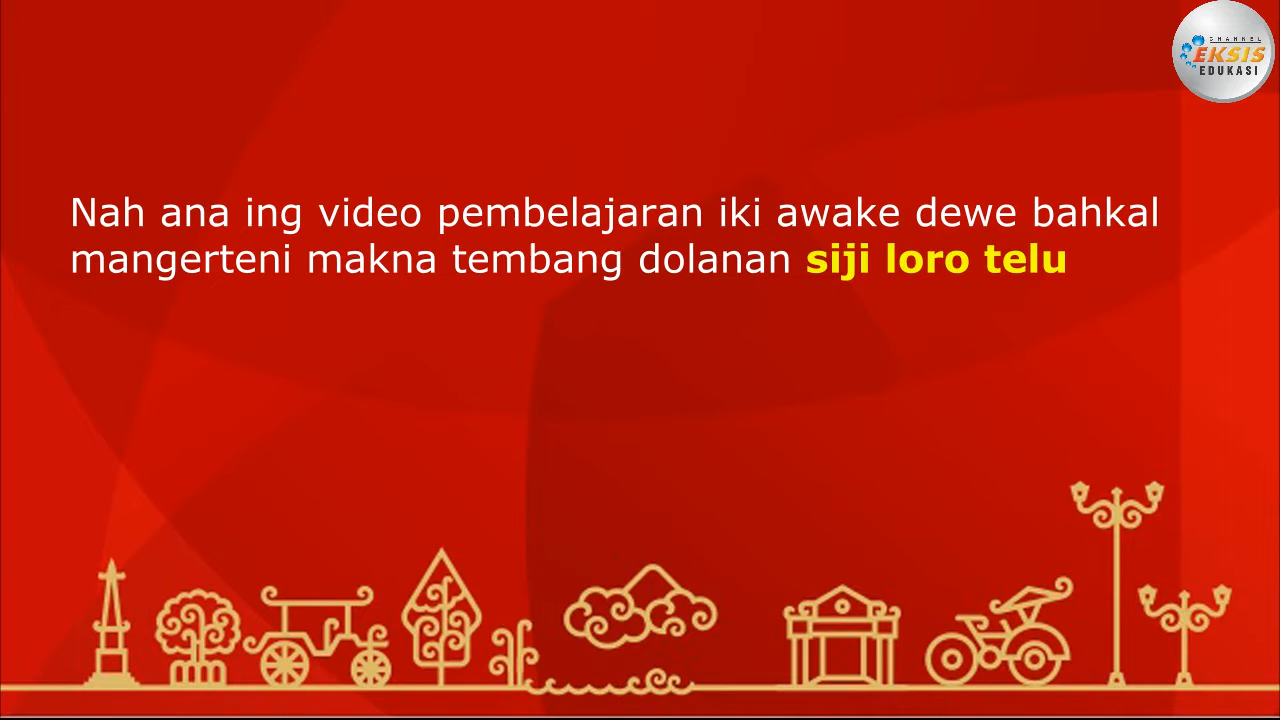 CHANNEL
EKSIS
EDUKASI
Nah ana ing video pembelajaran iki awake dewe bahkal
mangerteni makna tembang dolanan siji loro telu